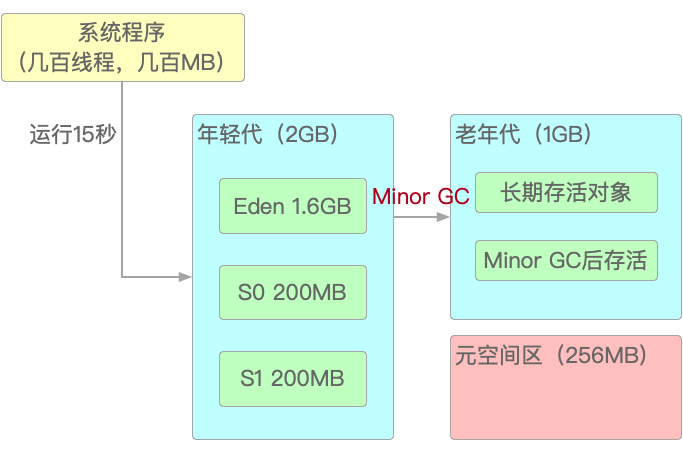 系统程序
（几百线程，几百MB）
运行15秒
年轻代（2GB）
Eden 1.6GB
S0 200MB
S1 200MB
Minor GC
老年代（1GB）
长期存活对象
Minor GC后存活
元空间区（256MB）